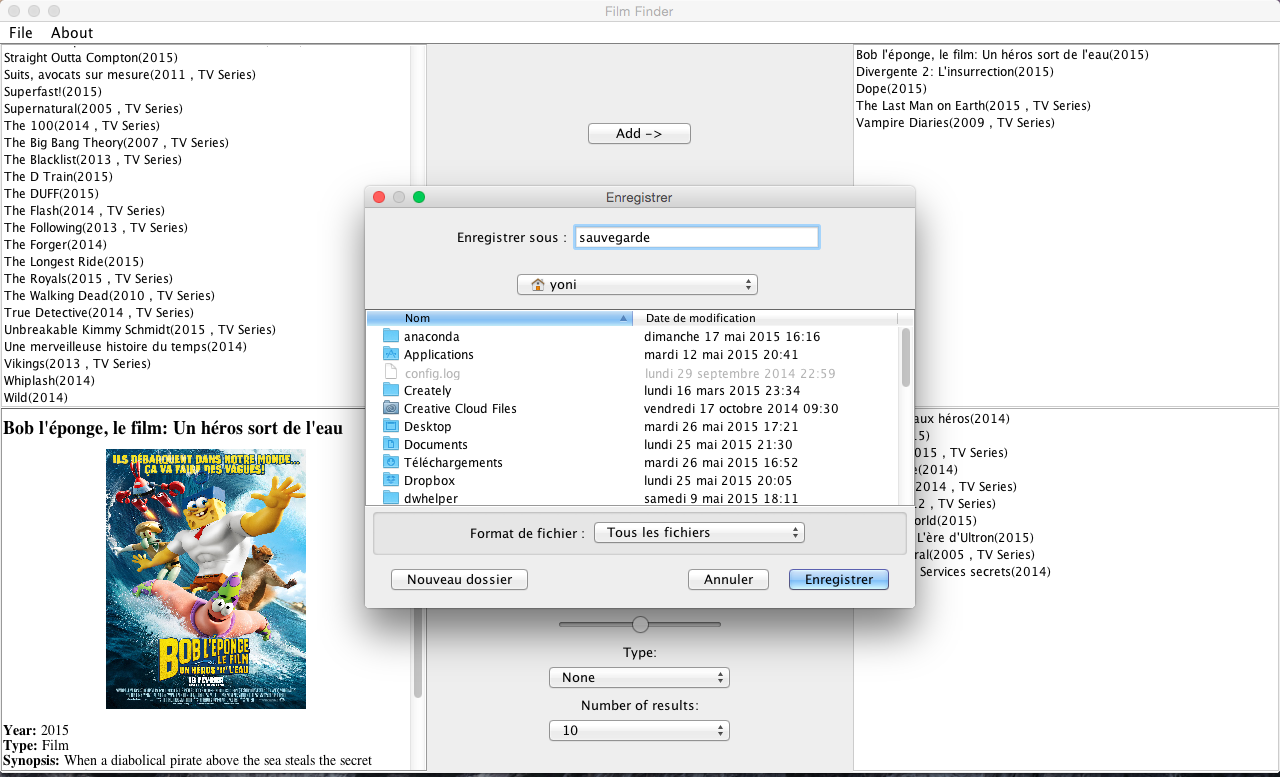 Film Finder
File About
Straight Outta Compton(2015)
Suits, avocats sur mesure(2011 , TV Series)
Superfast!(2015)
Supernatural(2005 , TV Series)
The 100(2014 , TV Series)
The Big Bang Theory(2007 , TV Series)
The Blacklist(2013 , TV Series)
The D Train(2015)
The DUFF(2015)
The Flash(2014 , TV Series)
The Following(2013 , TV Series)
The Forger(2014)
The Longest Ride(2015)
The Royals(2015 , TV Series)
The Walking Dead(2010 , TV Series)
True Detective(2014 , TV Series)
Unbreakable Kimmy Schmidt(2015 , TV Series)
Une merveilleuse histoire du temps(2014)
Vikings(2013 , TV Series)
Whiplash(2014)
Wild(2014)
Add ->
Bob l'éponge, le film: Un héros sort de l'eau(2015)
Divergente 2: L'insurrection(2015)
Dope(2015)
The Last Man on Earth(2015 , TV Series)
Vampire Diaries(2009 , TV Series)
Enregistrer
Enregistrer sous : sauvegarde
yoni
Nom Date de modification
anaconda dimanche 17 mai 2015 16:16
Applications mardi 12 mai 2015 20:41
config.log lundi 29 septembre 2014 22:59
Creately lundi 16 mars 2015 23:34
Creative Cloud Files vendredi 17 octobre 2014 09:30
Desktop mardi 26 mai 2015 17:21
Documents lundi 25 mai 2015 21:30
Téléchargements mardi 26 mai 2015 16:52
Dropbox lundi 25 mai 2015 20:05
dwhelper samedi 9 mai 2015 18:11
Format de fichier : Tous les fichiers
Nouveau dossier Annuler Enregistrer
Bob l'éponge, le film: Un héros sort de l'eau
ILS DÉBARQUENT DANS NOTRE MONDE...
ÇA VA FAIRE DES VAGUES!
BOB L'ÉPONGE
LE FILM
UN HÉROS SORT DE L'EAU
18 FÉVRIER
Year: 2015
Type: Film
Synopsis: When a diabolical pirate above the sea steals the secret
Type:
None
Number of results:
10
aux héros(2014)
15)
015 , TV Series)
e(2014)
2014 , TV Series)
2 , TV Series)
orld(2015)
L'ère d'Ultron(2015)
ral(2005 , TV Series)
Services secrets(2014)